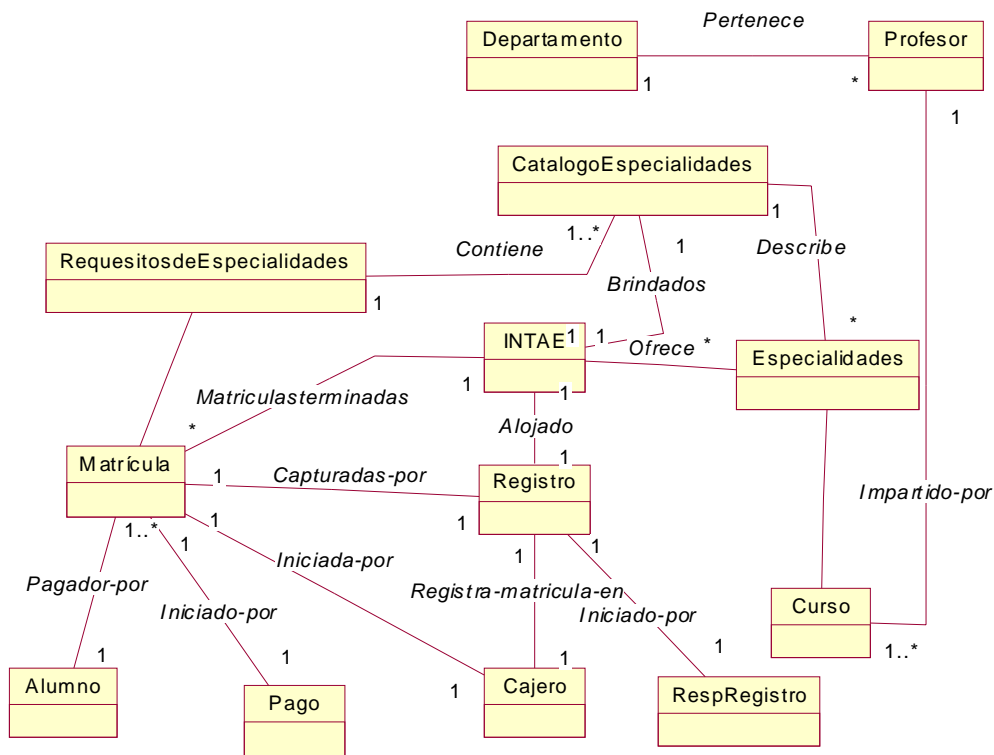 Pertenece
Departamento
Profesor
1
*
1
CatalogoEspecialidades
1..*
1
1
Contiene
Describe
RequesitosdeEspecialidades
Brindados
1
INTAE
1
1
Ofrece
*
*
Especialidades
1
1
Matriculasterminadas
*
Alojado
Matrícula
1
1
Capturadas-por
Registro
Impartido-por
1..*
1
1
1
1
1
Iniciada-por
Pagador-por
Iniciado-por
Registra-matricula-en
Iniciado-por
Curso
1
1
1
1
1
1..*
Alumno
Pago
Cajero
RespRegistro